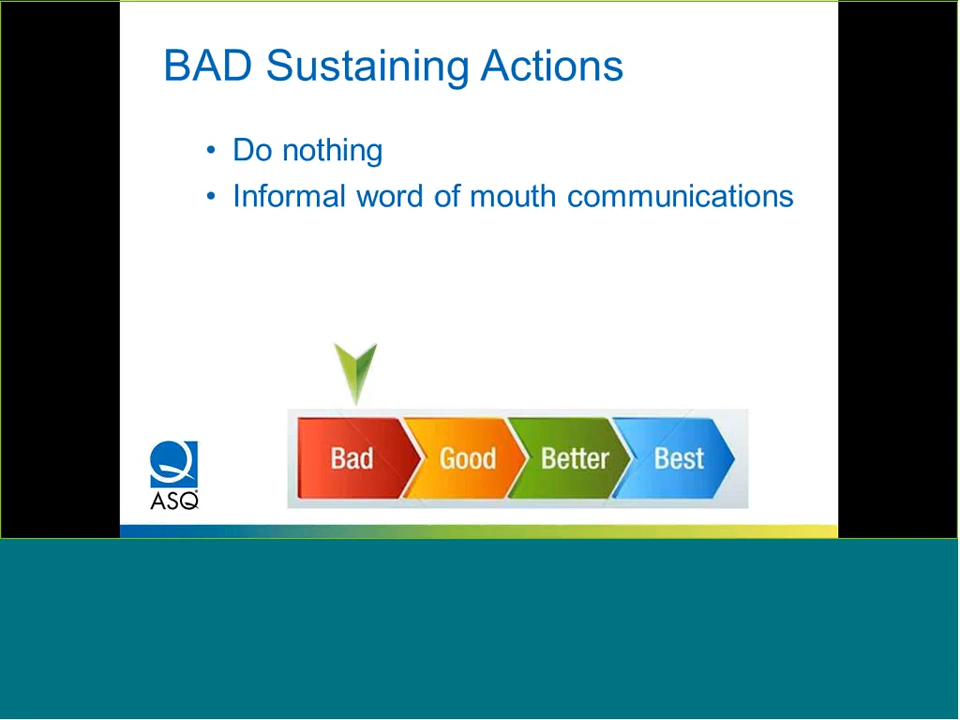 BAD Sustaining Actions
• Do nothing
• Informal word of mouth communications
Bad Good Better Best
ASQ